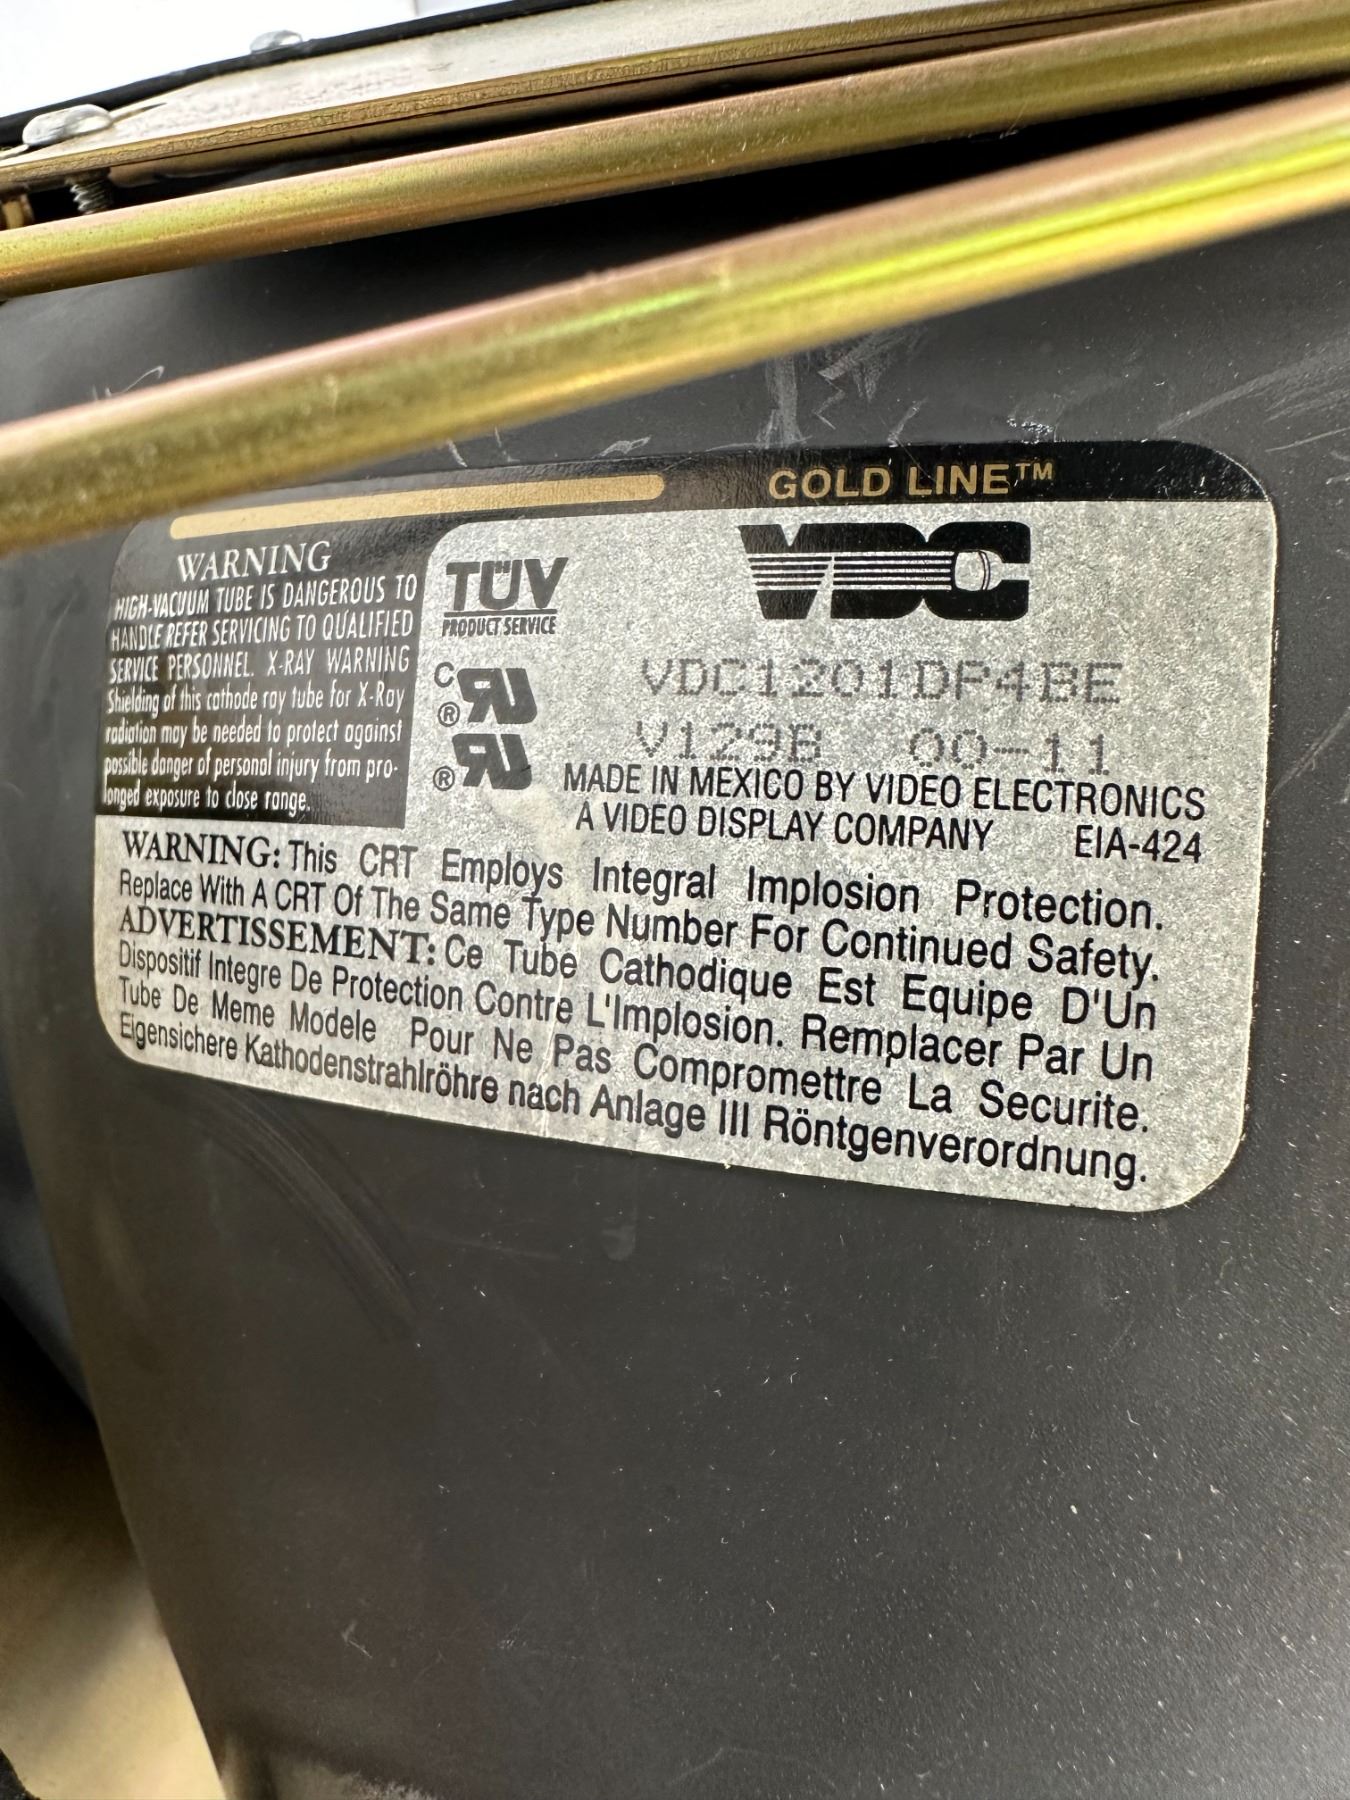 GOLD LINE™
WARNING
HIGH-VACUUM TUBE IS DANGEROUS TO
HANDLE REFER SERVICING TO QUALIFIED
SERVICE PERSONNEL. X-RAY WARNING
Shielding of this cathode ray tube for X-Ray
radiation may be needed to protect against
possible danger of personal injury from pro-
longed exposure to close range.
TÜV
PRODUCT SERVICE
VDC
VDC1201DP4BE
V129B 00-11
MADE IN MEXICO BY VIDEO ELECTRONICS
A VIDEO DISPLAY COMPANY EIA-424
WARNING: This CRT Employs Integral Implosion Protection.
Replace With A CRT Of The Same Type Number For Continued Safety.
ADVERTISSEMENT: Ce Tube Cathodique Est Equipe D'Un
Dispositif Integre De Protection Contre L'Implosion. Remplacer Par Un
Tube De Meme Modele Pour Ne Pas Compromettre La Securite.
Eigensichere Kathodenstrahlröhre nach Anlage III Röntgenverordnung.